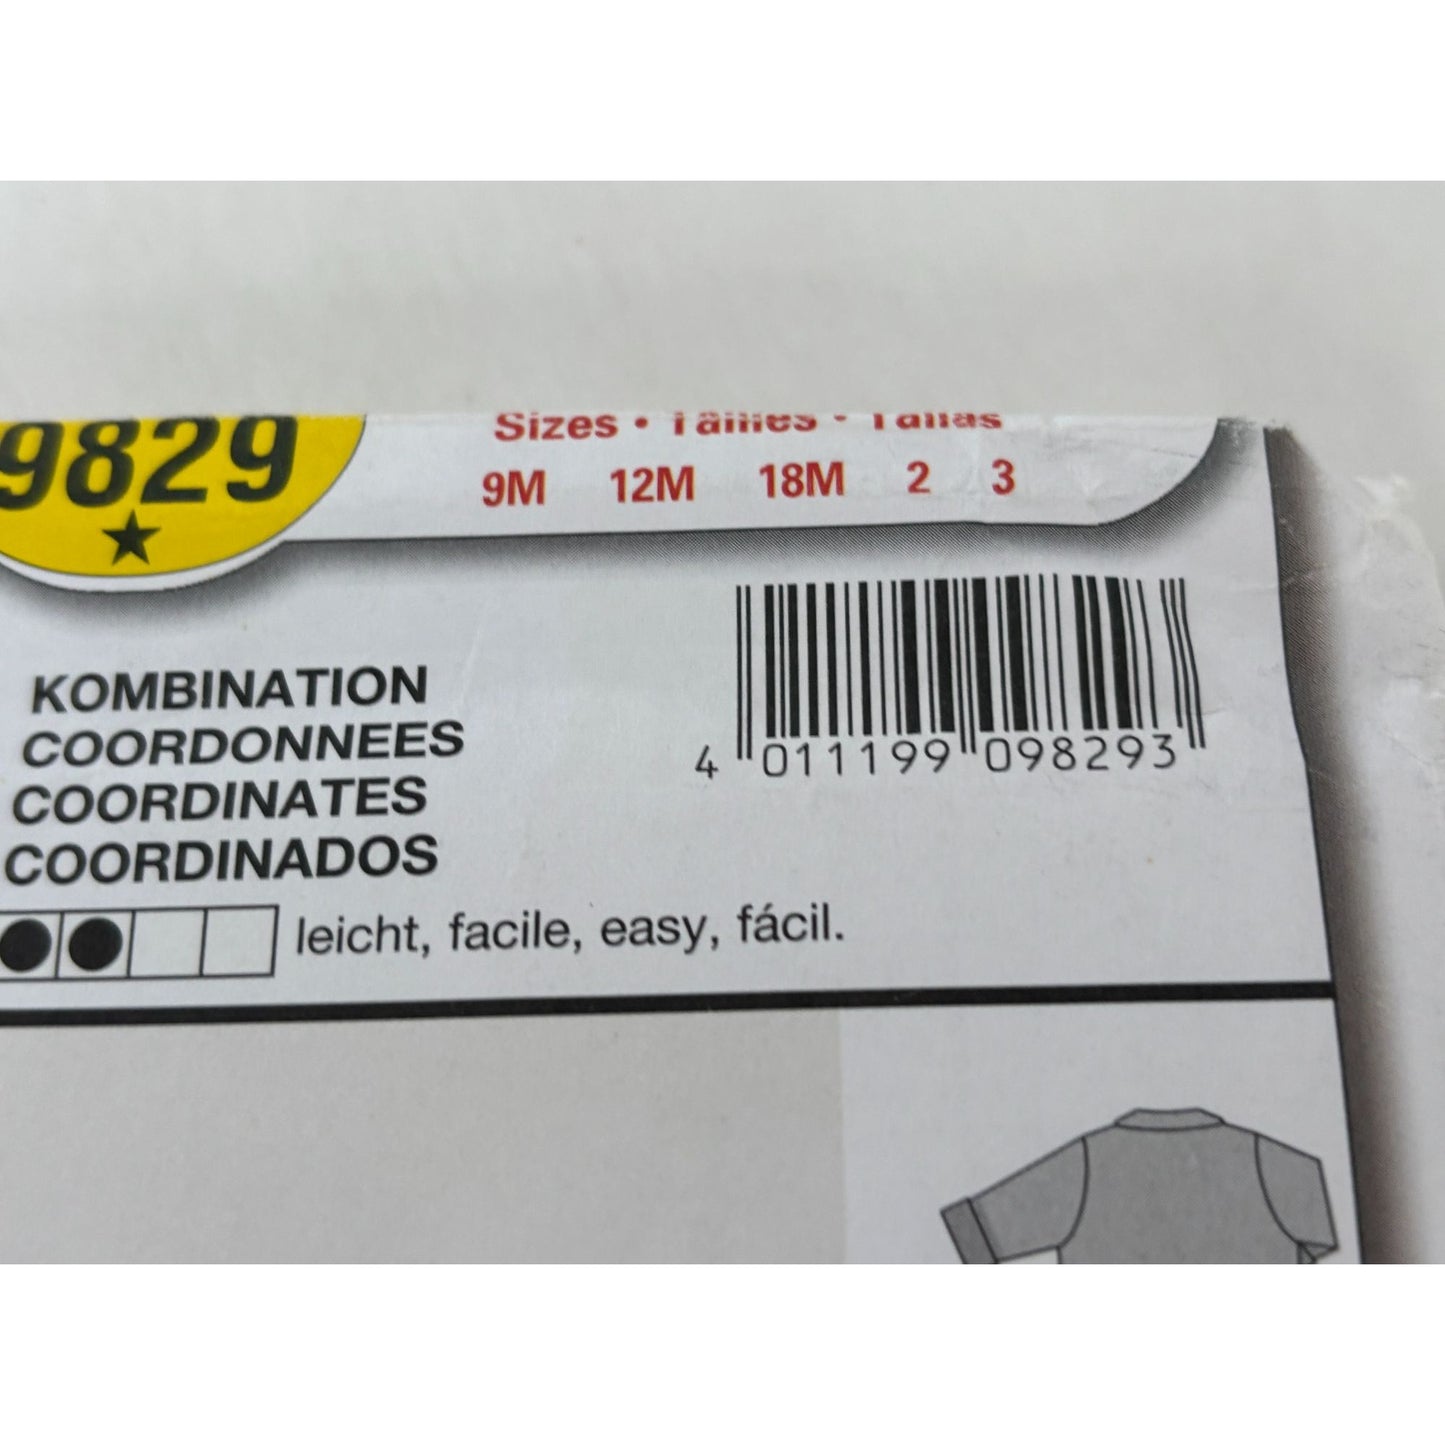 9829
Sizes • Tailles • Tallas
9M 12M 18M 2 3
KOMBINATION
COORDONNEES
COORDINATES
COORDINADOS
4 011199 098293
leicht, facile, easy, fácil.